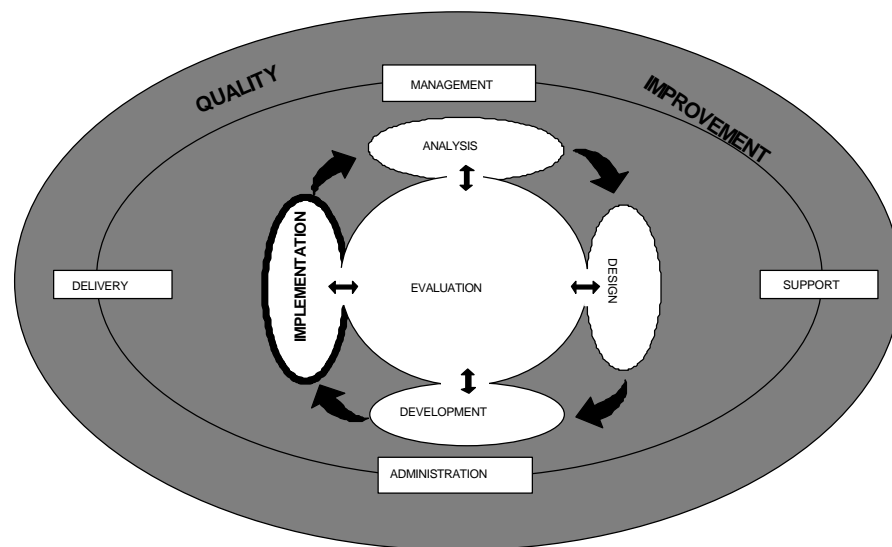 QUALITY
IMPROVEMENT
MANAGEMENT
ANALYSIS
IMPLEMENTATION
DELIVERY
EVALUATION
DESIGN
SUPPORT
DEVELOPMENT
ADMINISTRATION